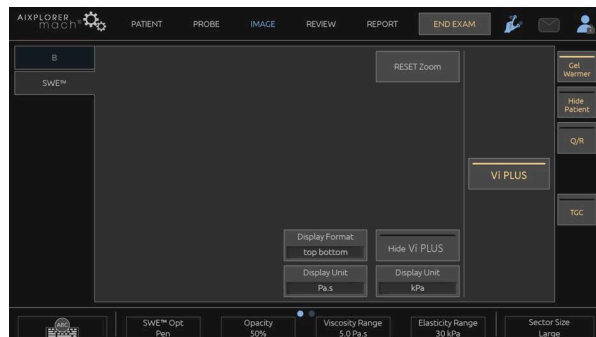 AIXPLORER
mach
PATIENT PROBE IMAGE REVIEW REPORT END EXAM
B
SWE™
RESET Zoom
Gel
Warmer
Hide
Patient
Q/R
Vi PLUS
TGC
Display Format
top bottom
Hide Vi PLUS
Display Unit
Pa.s
Display Unit
kPa
ABC
SWE™ Opt
Pen
Opacity
50%
Viscosity Range
5.0 Pa.s
Elasticity Range
30 kPa
Sector Size
Large